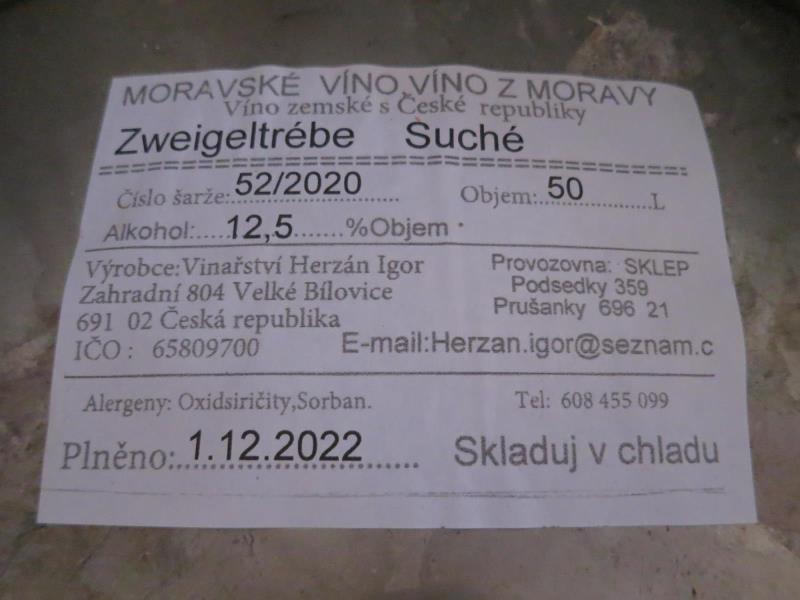 MORAVSKÉ VÍNO,VÍNO Z MORAVY
Víno zemské s České republiky
Zweigeltrébe Suché
Číslo šarže:52/2020 Objem:.50 L
Alkohol:.....12,5.......%Objem
Výrobce:Vinařství Herzán Igor
Zahradní 804 Velké Bílovice
691 02 Česká republika
IČO : 65809700
Provozovna: SKLEP
Podsedky 359
Prušanky 696 21
E-mail:Herzan.igor@seznam.c
Alergeny: Oxidsiričity,Sorban. Tel: 608 455 099
Plněno:.1.12.2022 Skladuj v chladu